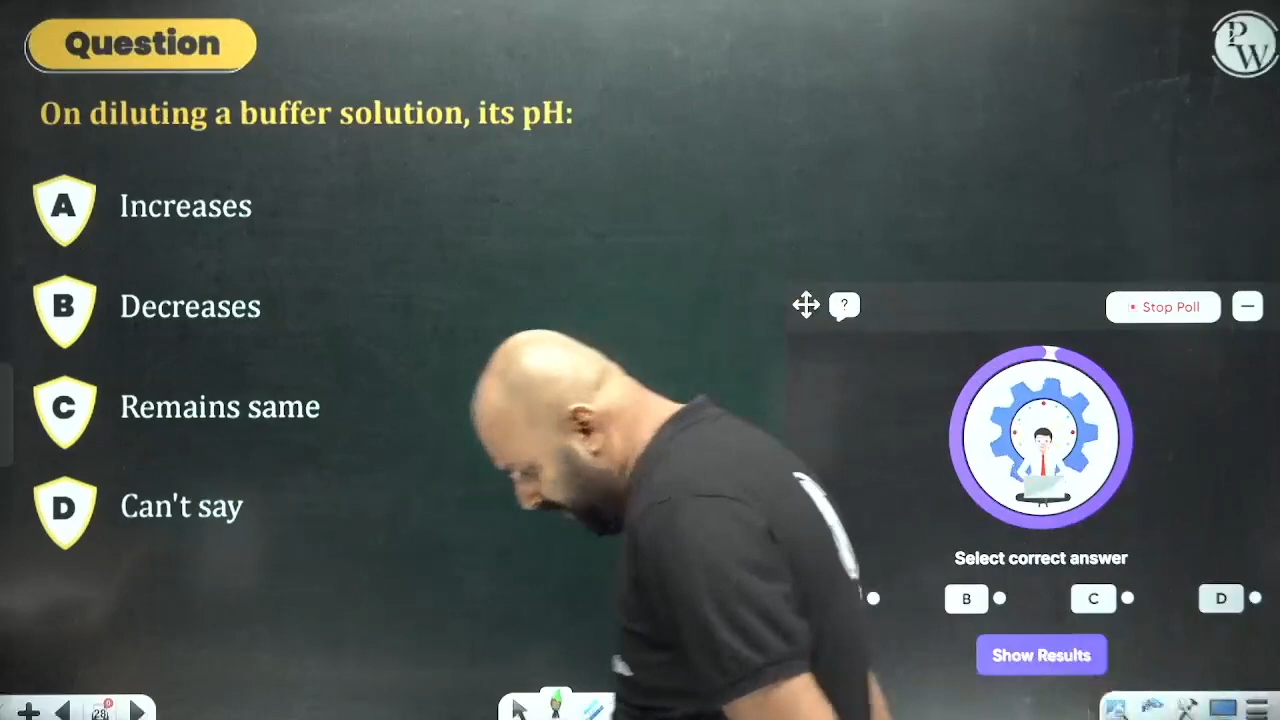 Question
P
W
On diluting a buffer solution, its pH:
A Increases
B Decreases
C Remains same
D Can't say
?
Stop Poll
Select correct answer
B
C
D
Show Results
28